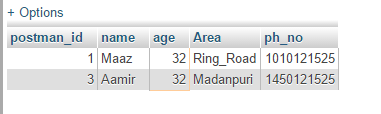 + Options
postman_id name age Area ph_no
1 Maaz 32 Ring_Road 1010121525
3 Aamir 32 Madanpuri 1450121525